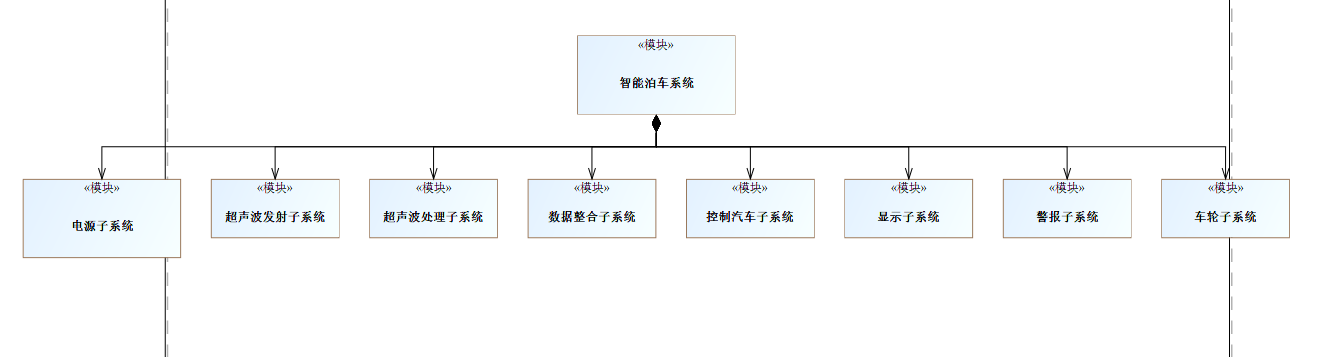 «模块»
智能泊车系统
«模块»
电源子系统
«模块»
超声波发射子系统
«模块»
超声波处理子系统
«模块»
数据整合子系统
«模块»
控制汽车子系统
«模块»
显示子系统
«模块»
警报子系统
«模块»
车轮子系统